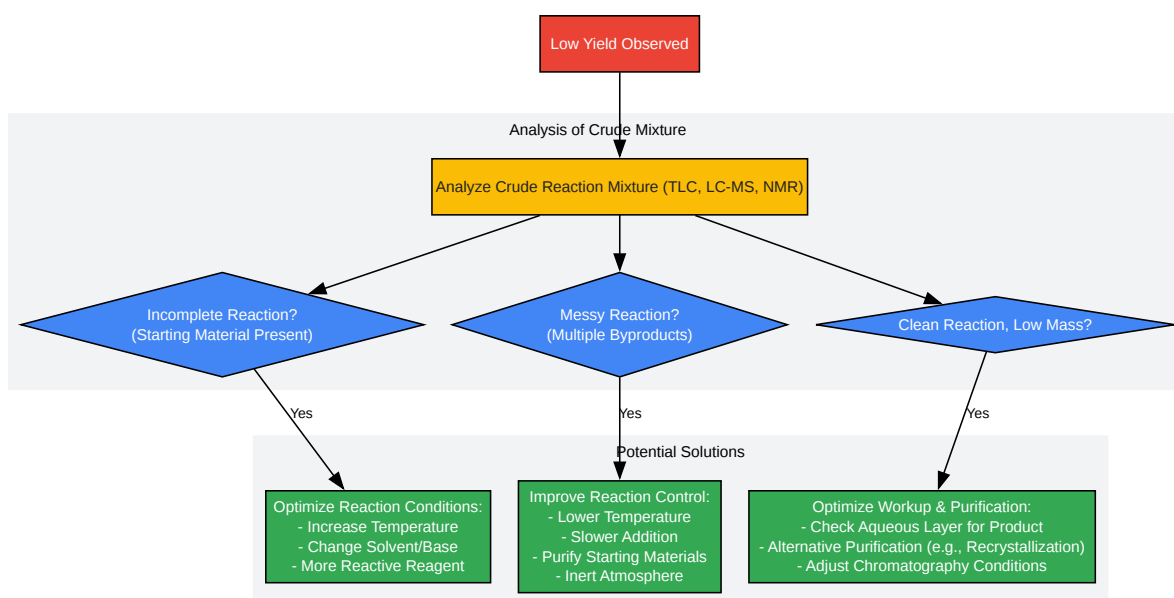 Low Yield Observed
Analysis of Crude Mixture
Analyze Crude Reaction Mixture (TLC, LC-MS, NMR)
Incomplete Reaction?
(Starting Material Present)
Messy Reaction?
(Multiple Byproducts)
Clean Reaction, Low Mass?
Yes
Yes
Yes
Potential Solutions
Optimize Reaction Conditions:
- Increase Temperature
- Change Solvent/Base
- More Reactive Reagent
Improve Reaction Control:
- Lower Temperature
- Slower Addition
- Purify Starting Materials
- Inert Atmosphere
Optimize Workup & Purification:
- Check Aqueous Layer for Product
- Alternative Purification (e.g., Recrystallization)
- Adjust Chromatography Conditions